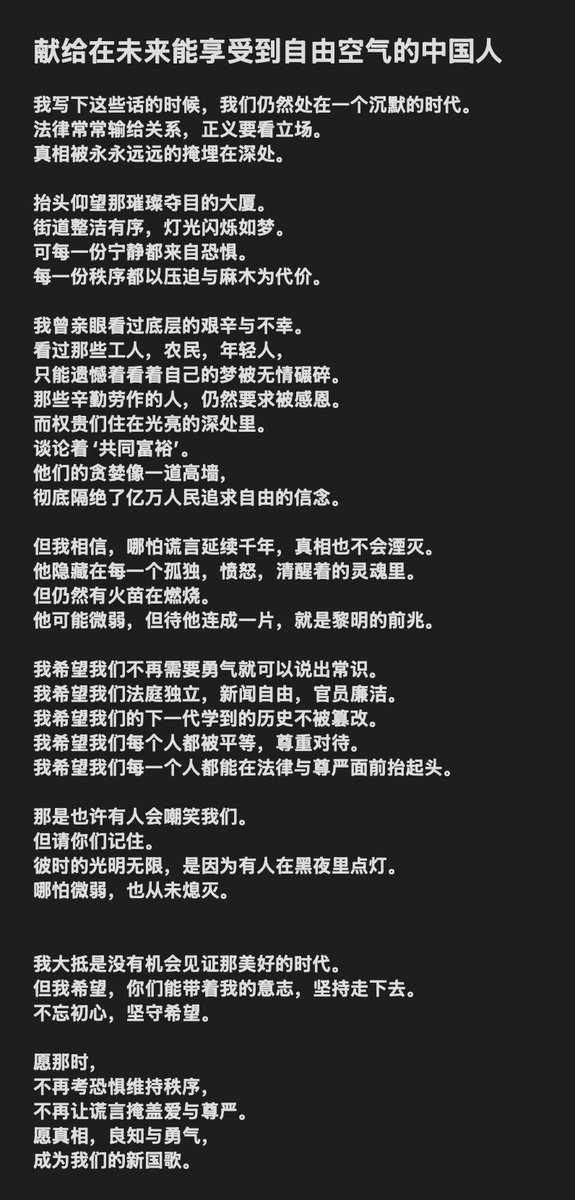 献给在未来能享受到自由空气的中国人
我写下这些话的时候，我们仍然处在一个沉默的时代。
法律常常输给关系，正义要看立场。
真相被永永远远的掩埋在深处。
抬头仰望那璀璨夺目的大厦。
街道整洁有序，灯光闪烁如梦。
可每一份宁静都来自恐惧。
每一份秩序都以压迫与麻木为代价。
我曾亲眼看过底层的艰辛与不幸。
看过那些工人，农民，年轻人，
只能遗憾着看着自己的梦被无情碾碎。
那些辛勤劳作的人，仍然要求被感恩。
而权贵们住在光亮的深处里。
谈论着‘共同富裕’。
他们的贪婪像一道高墙，
彻底隔绝了亿万人民追求自由的信念。
但我相信，哪怕谎言延续千年，真相也不会湮灭。
他隐藏在每一个孤独，愤怒，清醒着的灵魂里。
但仍然有火苗在燃烧。
他可能微弱，但待他连成一片，就是黎明的前兆。
我希望我们不再需要勇气就可以说出常识。
我希望我们法庭独立，新闻自由，官员廉洁。
我希望我们的下一代学到的历史不被篡改。
我希望我们每个人都被平等，尊重对待。
我希望我们每一个人都能在法律与尊严面前抬起头。
那是也许有人会嘲笑我们。
但请你们记住。
彼时的光明无限，是因为有人在黑夜里点灯。
哪怕微弱，也从未熄灭。
我大抵是没有机会见证那美好的时代。
但我希望，你们能带着我的意志，坚持走下去。
不忘初心，坚守希望。
愿那时，
不再考恐惧维持秩序，
不再让谎言掩盖爱与尊严。
愿真相，良知与勇气，
成为我们的新国歌。